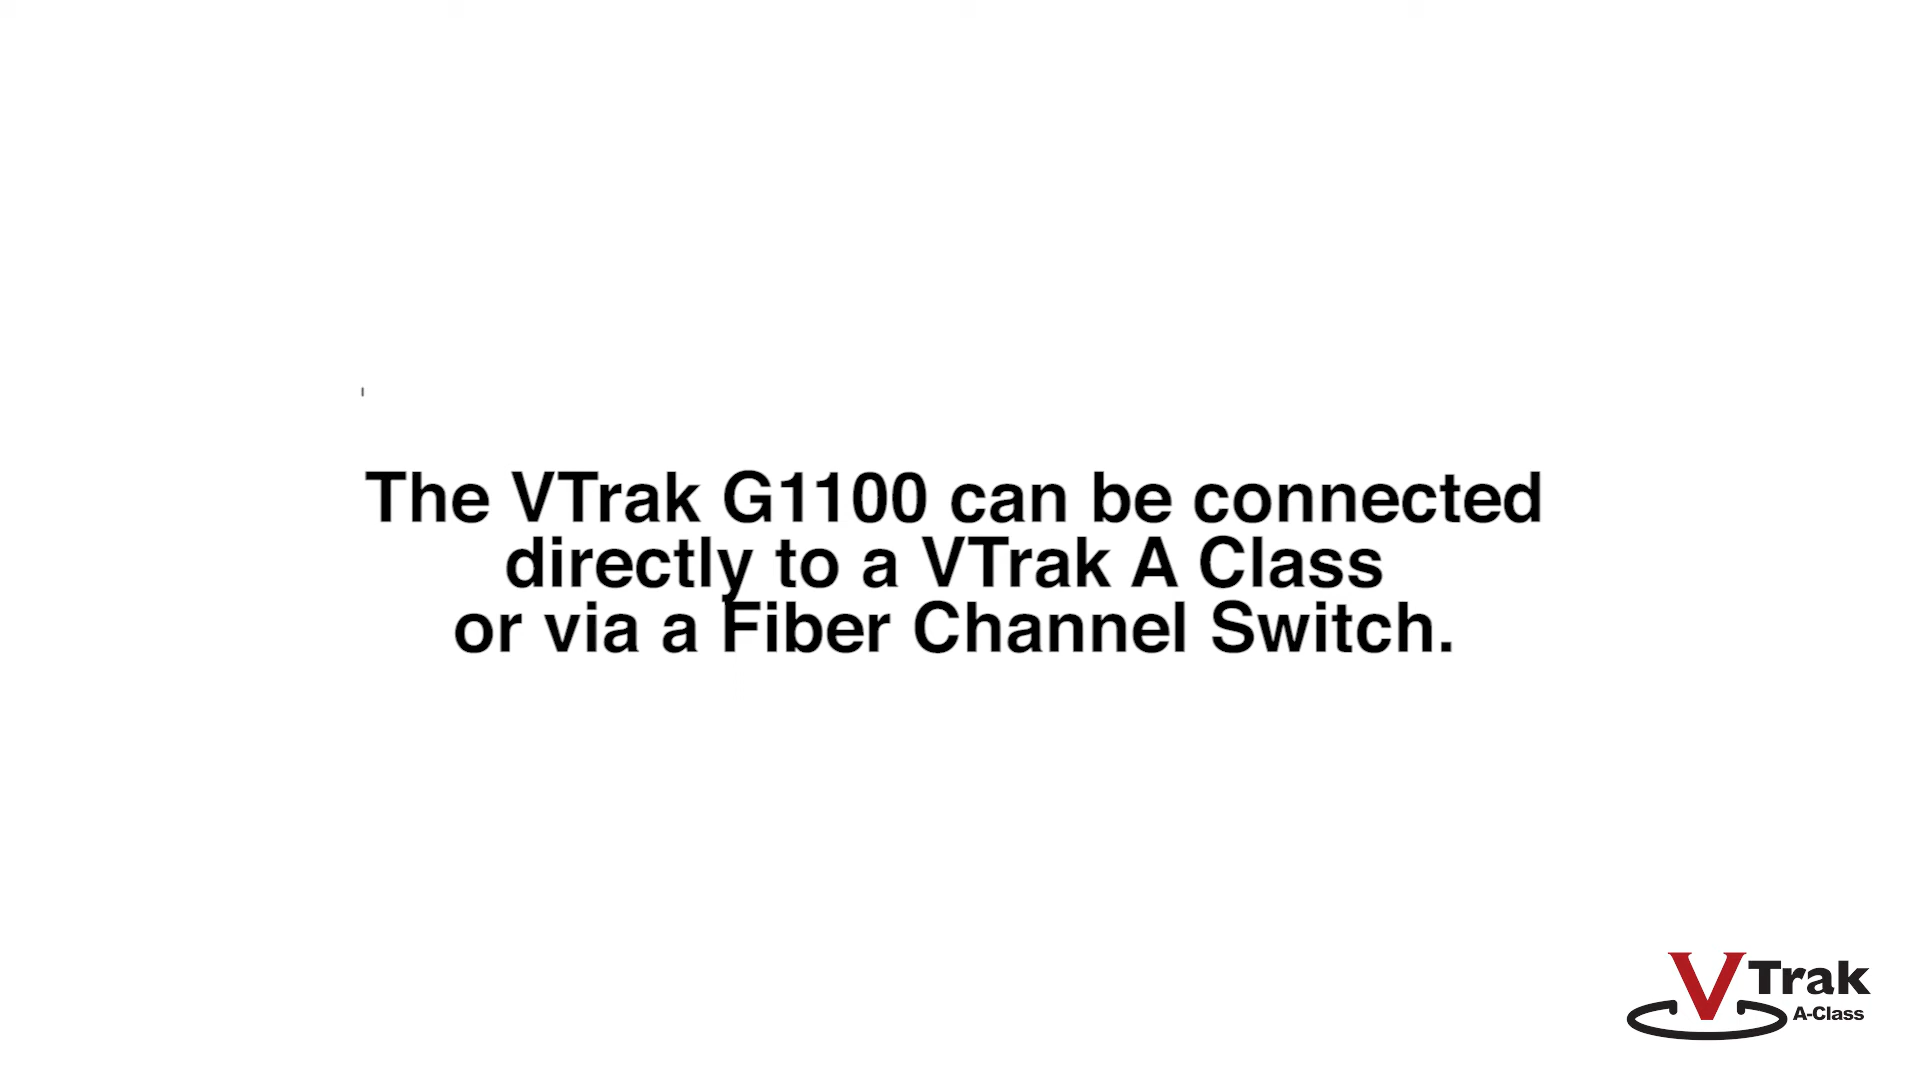 The VTrak G1100 can be connected
directly to a VTrak A Class
or via a Fiber Channel Switch.
VTrak
A-Class